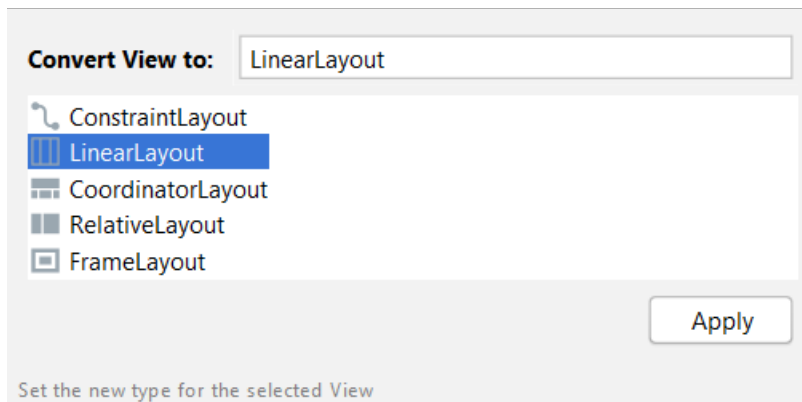 Convert View to: LinearLayout
ConstraintLayout
LinearLayout
CoordinatorLayout
RelativeLayout
FrameLayout
Apply
Set the new type for the selected View